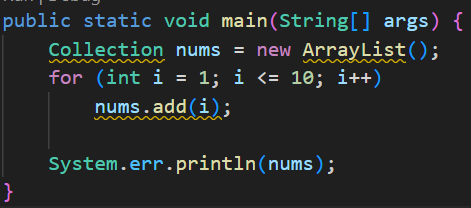 public static void main(String[] args) {
    Collection nums = new ArrayList();
    for (int i = 1; i <= 10; i++)
        nums.add(i);

    System.err.println(nums);
}